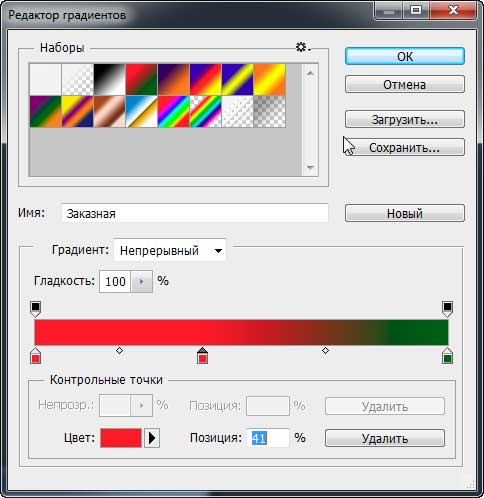 Редактор градиентов
Наборы
OK
Отмена
Загрузить...
Сохранить...
Имя: Заказная
Новый
Градиент: Непрерывный
Гладкость: 100 %
Контрольные точки
Непрозр.: % Позиция: % Удалить
Цвет: Позиция: 41 % Удалить